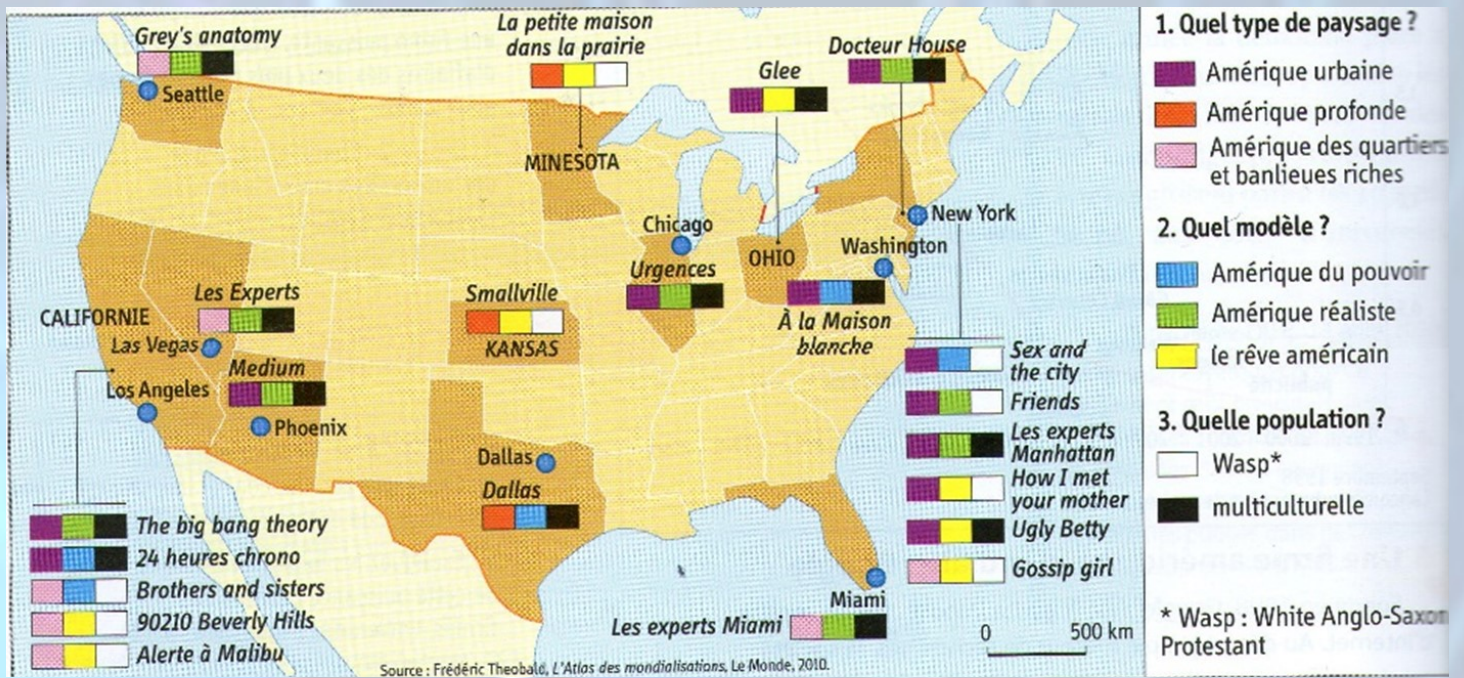 Grey's anatomy
Seattle
La petite maison
dans la prairie
MINESOTA
Glee
Docteur House
Chicago
Urgences
OHIO
New York
Washington
À la Maison
blanche
CALIFORNIE
Les Experts
Las Vegas
Medium
Los Angeles
Phoenix
Smallville
KANSAS
Dallas
Dallas
The big bang theory
24 heures chrono
Brothers and sisters
90210 Beverly Hills
Alerte à Malibu
Sex and
the city
Friends
Les experts
Manhattan
How I met
your mother
Ugly Betty
Gossip girl
Miami
Les experts Miami
0 500 km
Source : Frédéric Theobald, L'Atlas des mondialisations, Le Monde, 2010.
1. Quel type de paysage ?
Amérique urbaine
Amérique profonde
Amérique des quartiers
et banlieues riches
2. Quel modèle ?
Amérique du pouvoir
Amérique réaliste
le rêve américain
3. Quelle population ?
Wasp*
multiculturelle
* Wasp : White Anglo-Saxon
Protestant